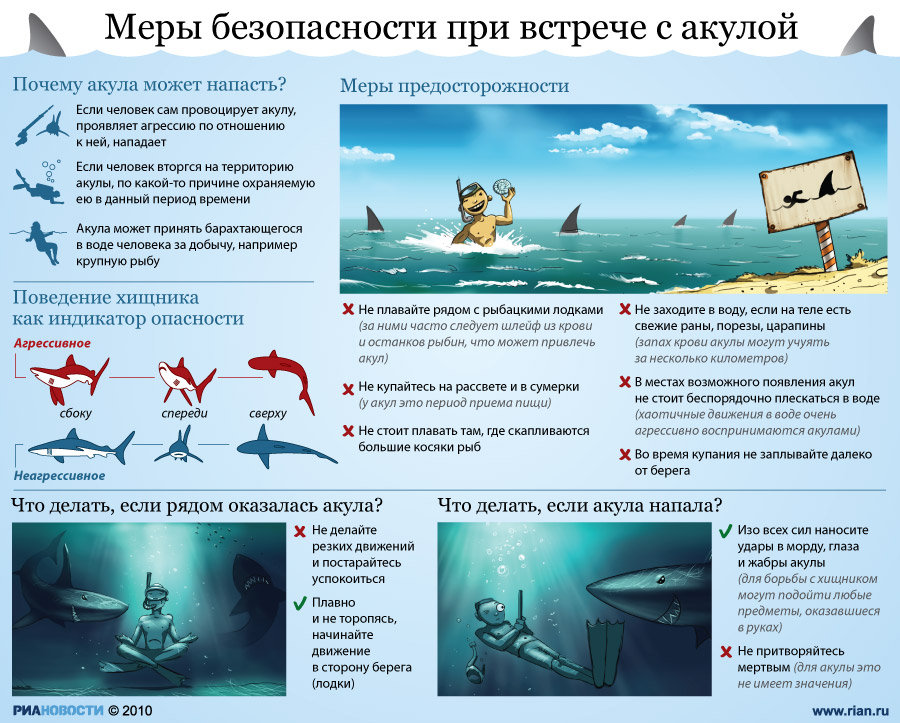 Меры безопасности при встрече с акулой
Почему акула может напасть?
Если человек сам провоцирует акулу,
проявляет агрессию по отношению
к ней, нападает
Если человек вторгся на территорию
акулы, по какой-то причине охраняемую
ею в данный период времени
Акула может принять барахтающегося
в воде человека за добычу, например
крупную рыбу
Поведение хищника
как индикатор опасности
Агрессивное
сбоку
спереди
сверху
Неагрессивное
Меры предосторожности
Не плавайте рядом с рыбацкими лодками
(за ними часто следует шлейф из крови
и останков рыбин, что может привлечь
акул)
Не купайтесь на рассвете и в сумерки
(у акул это период приема пищи)
Не стоит плавать там, где скапливаются
большие косяки рыб
Не заходите в воду, если на теле есть
свежие раны, порезы, царапины
(запах крови акулы могут учуять
за несколько километров)
В местах возможного появления акул
не стоит беспорядочно плескаться в воде
(хаотичные движения в воде очень
агрессивно воспринимаются акулами)
Во время купания не заплывайте далеко
от берега
Что делать, если рядом оказалась акула?
Не делайте
резких движений
и постарайтесь
успокоиться
Плавно
и не торопясь,
начинайте
движение
в сторону берега
(лодки)
Что делать, если акула напала?
Изо всех сил наносите
удары в морду, глаза
и жабры акулы
(для борьбы с хищником
могут подойти любые
предметы, оказавшиеся
в руках)
Не притворяйтесь
мертвым (для акулы это
не имеет значения)
РИАНОВОСТИ © 2010
www.rian.ru